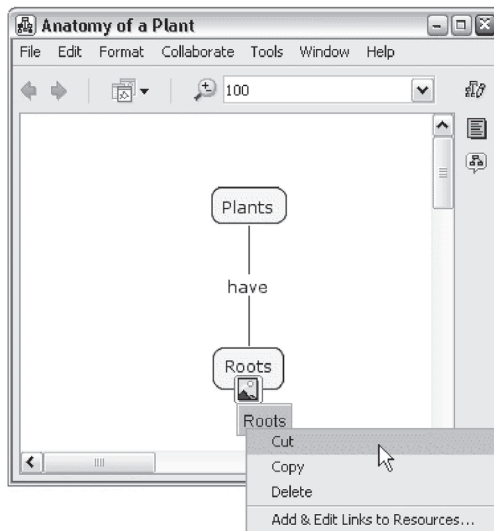 Anatomy of a Plant
File Edit Format Collaborate Tools Window Help
100
Plants
have
Roots
Roots
Cut
Copy
Delete
Add & Edit Links to Resources...